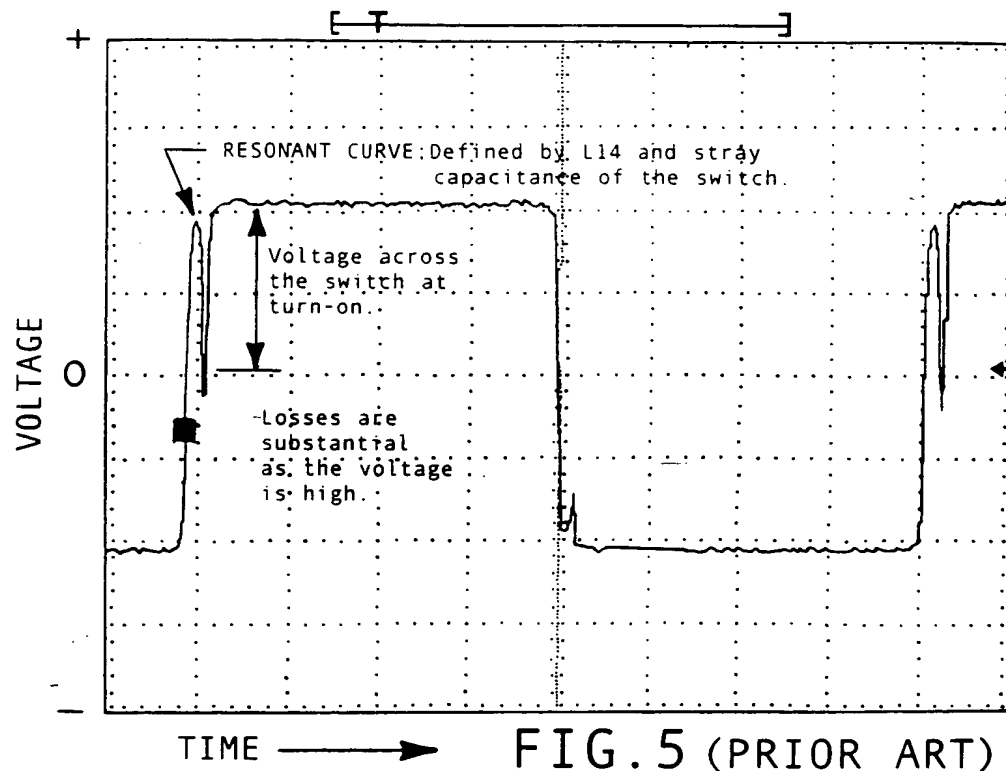 +
RESONANT CURVE:Defined by L14 and stray
capacitance of the switch.
Voltage across
the switch at
turn-on.
VOLTAGE
0
Losses are
substantial
as the voltage
is high.
−
TIME
FIG.5 (PRIOR ART)